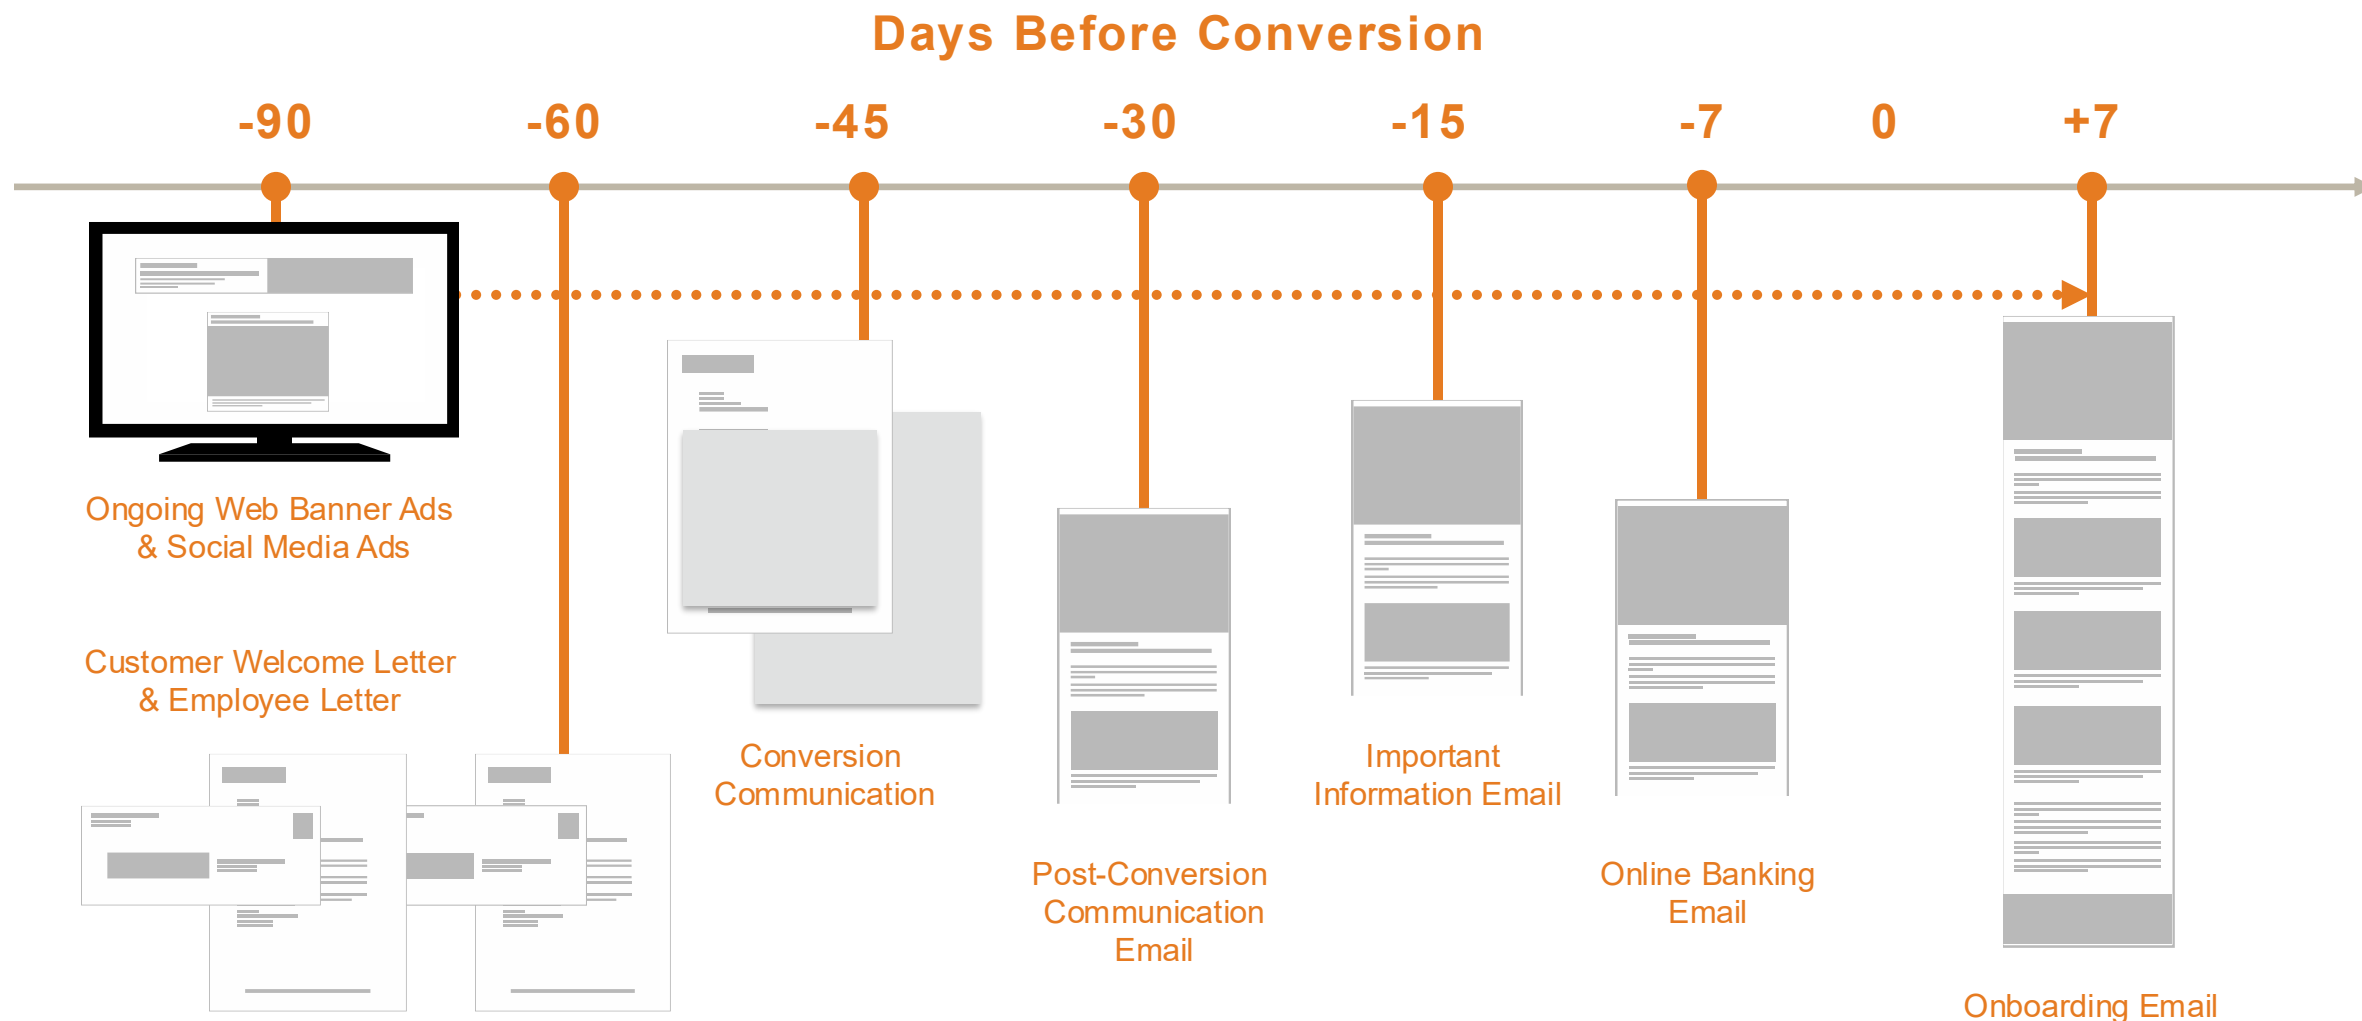 Days Before Conversion
-90 -60 -45 -30 -15 -7 0 +7
Ongoing Web Banner Ads
& Social Media Ads
Customer Welcome Letter
& Employee Letter
Conversion
Communication
Post-Conversion
Communication
Email
Important
Information Email
Online Banking
Email
Onboarding Email